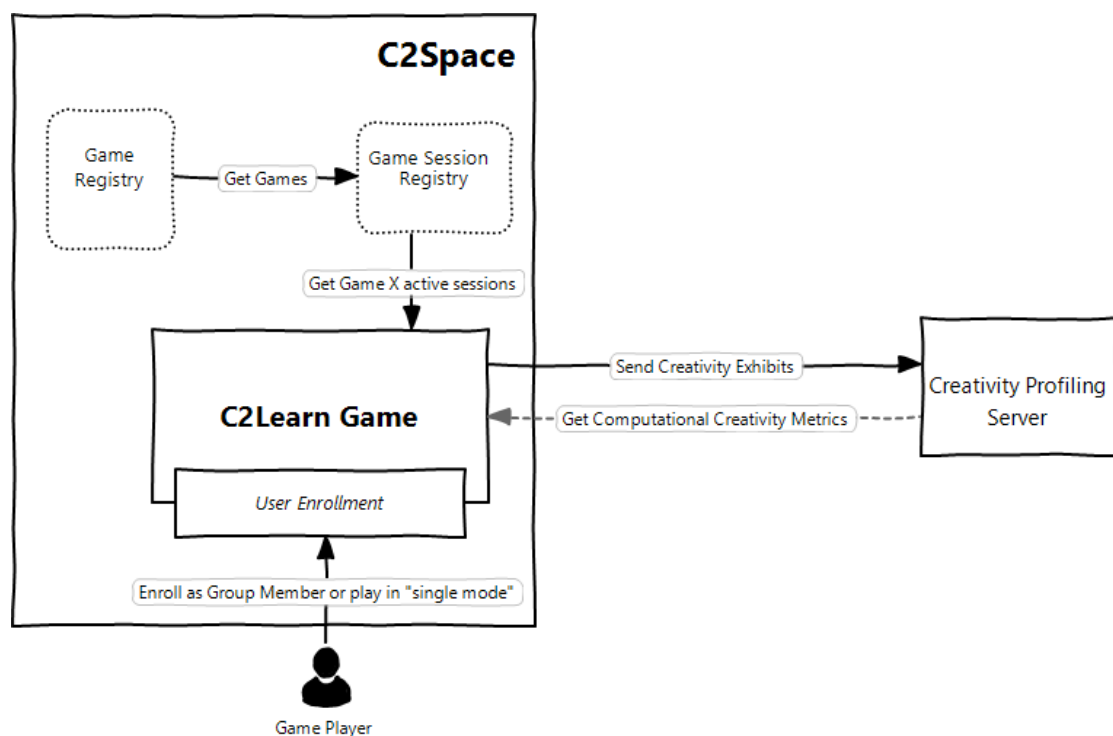 C2Space
Game
Registry
Get Games
Game Session
Registry
Get Game X active sessions
C2Learn Game
User Enrollment
Send Creativity Exhibits
Get Computational Creativity Metrics
Creativity Profiling
Server
Enroll as Group Member or play in "single mode"
Game Player